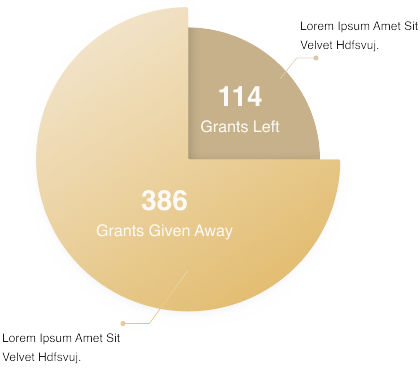 Lorem Ipsum Amet Sit
Velvet Hdfsvuj.
114
Grants Left
386
Grants Given Away
Lorem Ipsum Amet Sit
Velvet Hdfsvuj.